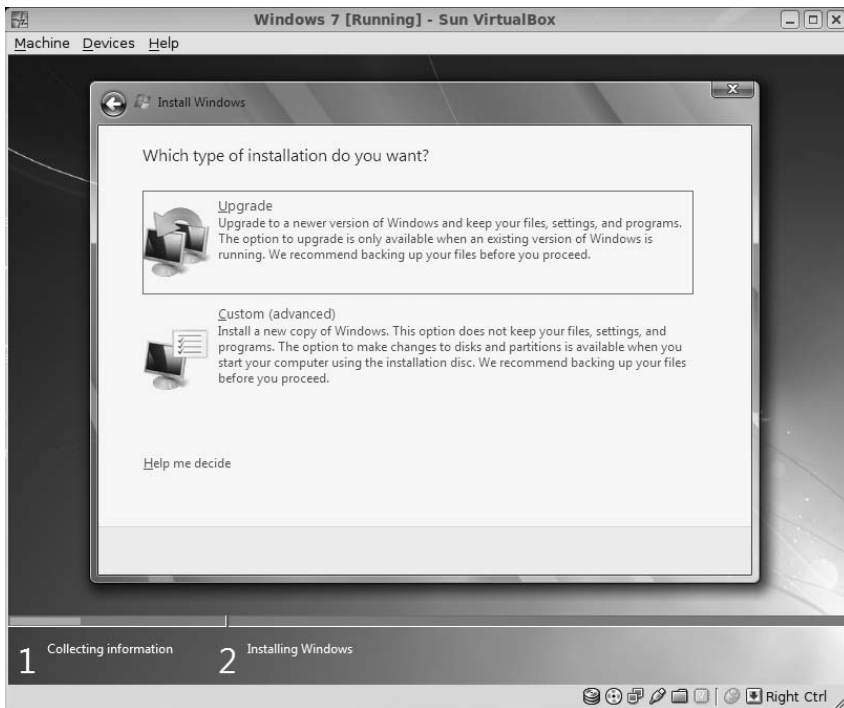 Windows 7 [Running] - Sun VirtualBox
Machine Devices Help
Install Windows
Which type of installation do you want?
Upgrade
Upgrade to a newer version of Windows and keep your files, settings, and programs.
The option to upgrade is only available when an existing version of Windows is
running. We recommend backing up your files before you proceed.
Custom (advanced)
Install a new copy of Windows. This option does not keep your files, settings, and
programs. The option to make changes to disks and partitions is available when you
start your computer using the installation disc. We recommend backing up your files
before you proceed.
Help me decide
1 Collecting information 2 Installing Windows
Right Ctrl